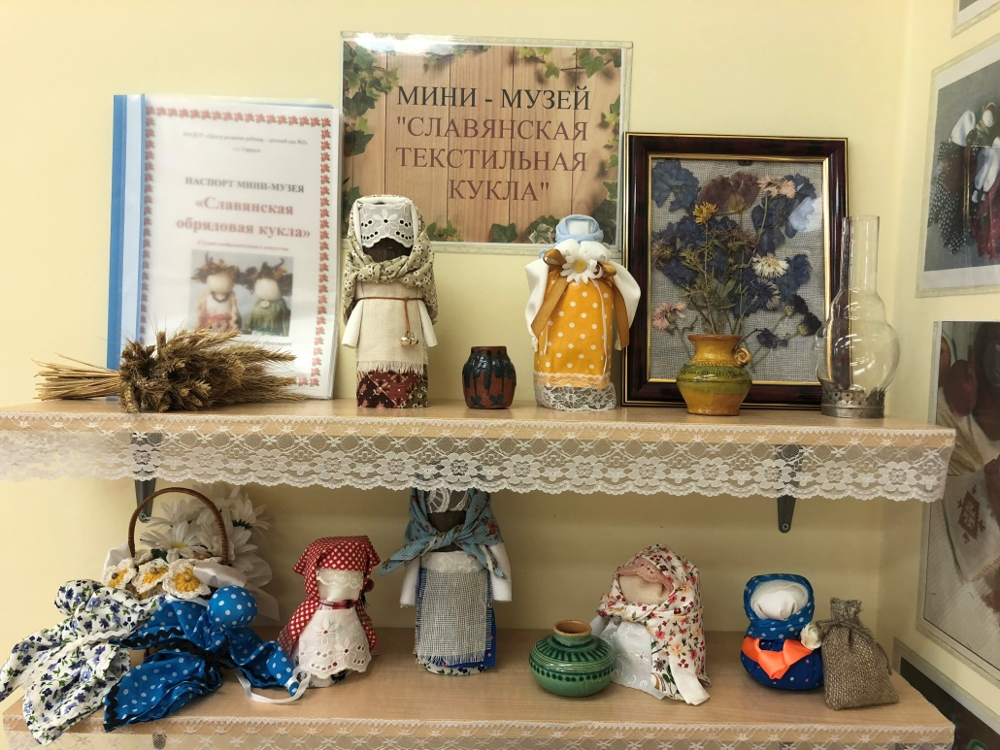 МИНИ - МУЗЕЙ
"СЛАВЯНСКАЯ
ТЕКСТИЛЬНАЯ
КУКЛА"
ПАСПОРТ МИНИ-МУЗЕЯ
«Славянская
обрядовая кукла»